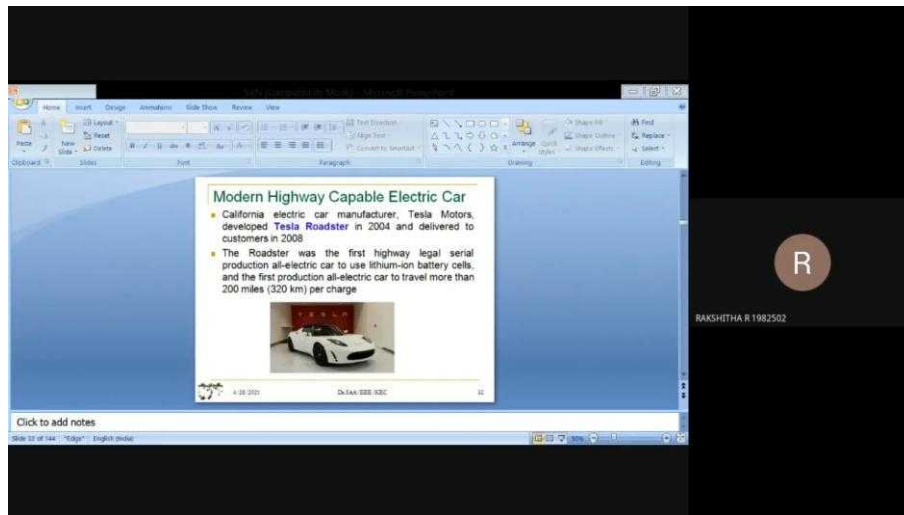 Home Insert Design Animations Slide Show Review View
Paste
New
Slide
Layout
Reset
Delete
Text Direction
Align Text
Convert to SmartArt
Arrange
Quick
Styles
Shape Fill
Shape Outline
Shape Effects
Find
Replace
Select
Clipboard
Slides
Font
Paragraph
Drawing
Editing
Modern Highway Capable Electric Car
California electric car manufacturer, Tesla Motors,
developed Tesla Roadster in 2004 and delivered to
customers in 2008
The Roadster was the first highway legal serial
production all-electric car to use lithium-ion battery cells,
and the first production all-electric car to travel more than
200 miles (320 km) per charge
TESLA
Click to add notes
"Edge" English (India)
R
RAKSHITHA R 1982502